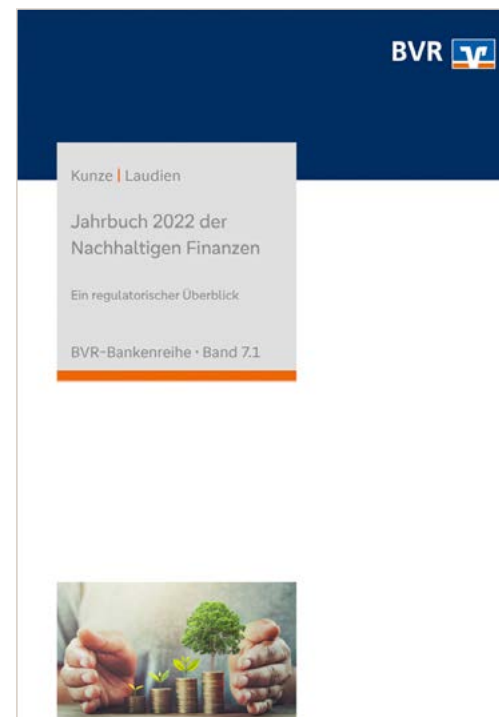 BVR
Kunze | Laudien
Jahrbuch 2022 der
Nachhaltigen Finanzen
Ein regulatorischer Überblick
BVR-Bankenreihe · Band 7.1